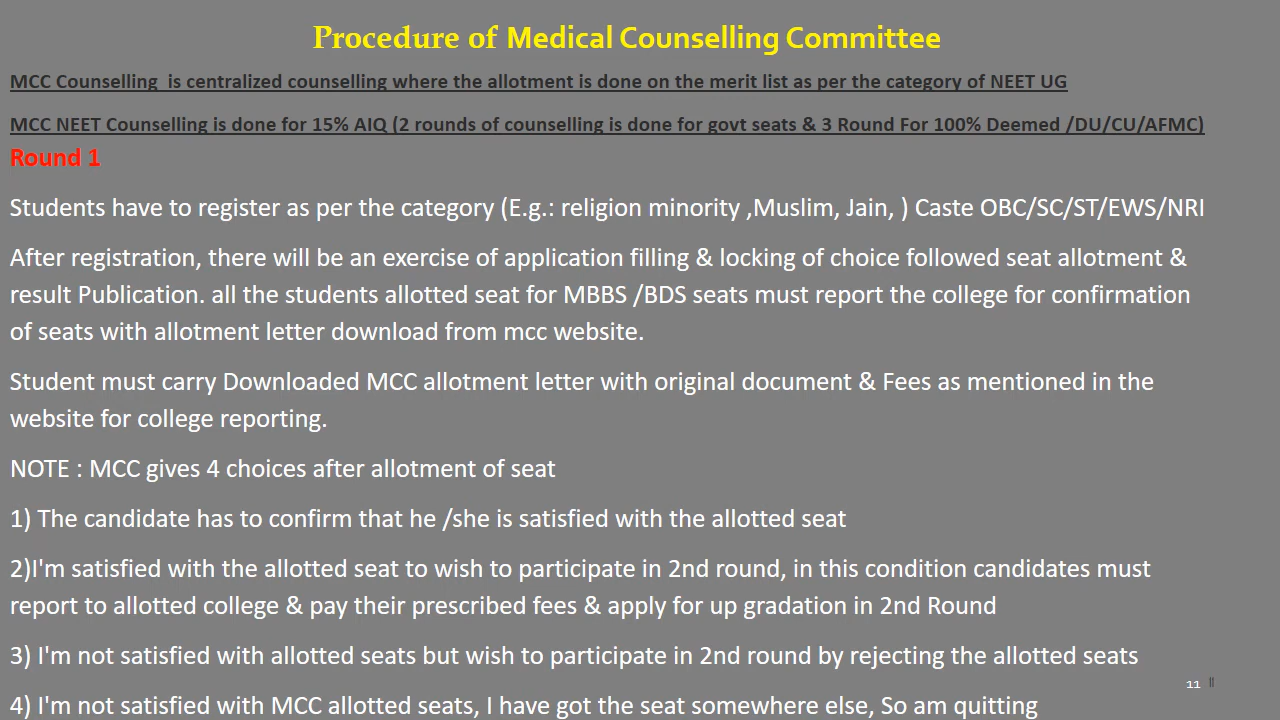 Procedure of Medical Counselling Committee
MCC Counselling  is centralized counselling where the allotment is done on the merit list as per the category of NEET UG
MCC NEET Counselling is done for 15% AIQ (2 rounds of counselling is done for govt seats & 3 Round For 100% Deemed /DU/CU/AFMC)
Round 1
Students have to register as per the category (E.g.: religion minority ,Muslim, Jain, ) Caste OBC/SC/ST/EWS/NRI
After registration, there will be an exercise of application filling & locking of choice followed seat allotment &
result Publication. all the students allotted seat for MBBS /BDS seats must report the college for confirmation
of seats with allotment letter download from mcc website.
Student must carry Downloaded MCC allotment letter with original document & Fees as mentioned in the
website for college reporting.
NOTE : MCC gives 4 choices after allotment of seat
1) The candidate has to confirm that he /she is satisfied with the allotted seat
2)I'm satisfied with the allotted seat to wish to participate in 2nd round, in this condition candidates must
report to allotted college & pay their prescribed fees & apply for up gradation in 2nd Round
3) I'm not satisfied with allotted seats but wish to participate in 2nd round by rejecting the allotted seats
11
4) I'm not satisfied with MCC allotted seats, I have got the seat somewhere else, So am quitting